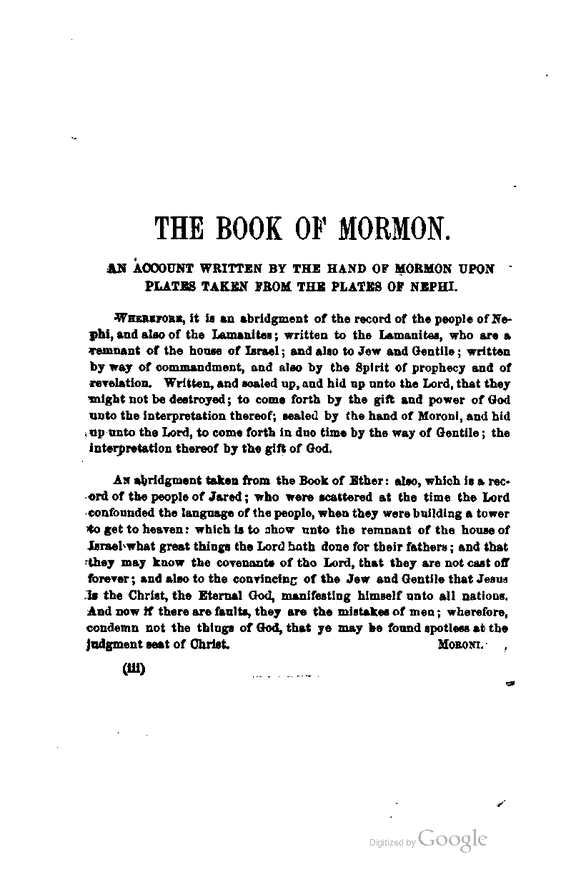 THE BOOK OF MORMON.
AN ACCOUNT WRITTEN BY THE HAND OF MORMON UPON
PLATES TAKEN FROM THE PLATES OF NEPHI.
WHEREFORE, it is an abridgment of the record of the people of Ne-
phi, and also of the Lamanites; written to the Lamanites, who are a
remnant of the house of Israel; and also to Jew and Gentile; written
by way of commandment, and also by the Spirit of prophecy and of
revelation. Written, and sealed up, and hid up unto the Lord, that they
might not be destroyed; to come forth by the gift and power of God
unto the interpretation thereof; sealed by the hand of Moroni, and hid
up unto the Lord, to come forth in due time by the way of Gentile; the
interpretation thereof by the gift of God.
AN abridgment taken from the Book of Ether: also, which is a rec-
ord of the people of Jared; who were scattered at the time the Lord
confounded the language of the people, when they were building a tower
to get to heaven: which is to show unto the remnant of the house of
Israel what great things the Lord hath done for their fathers; and that
they may know the covenants of the Lord, that they are not cast off
forever; and also to the convincing of the Jew and Gentile that Jesus
is the Christ, the Eternal God, manifesting himself unto all nations.
And now if there are faults, they are the mistakes of men; wherefore,
condemn not the things of God, that ye may be found spotless at the
judgment seat of Christ. MORONI.
(iii)
Digitized by Google